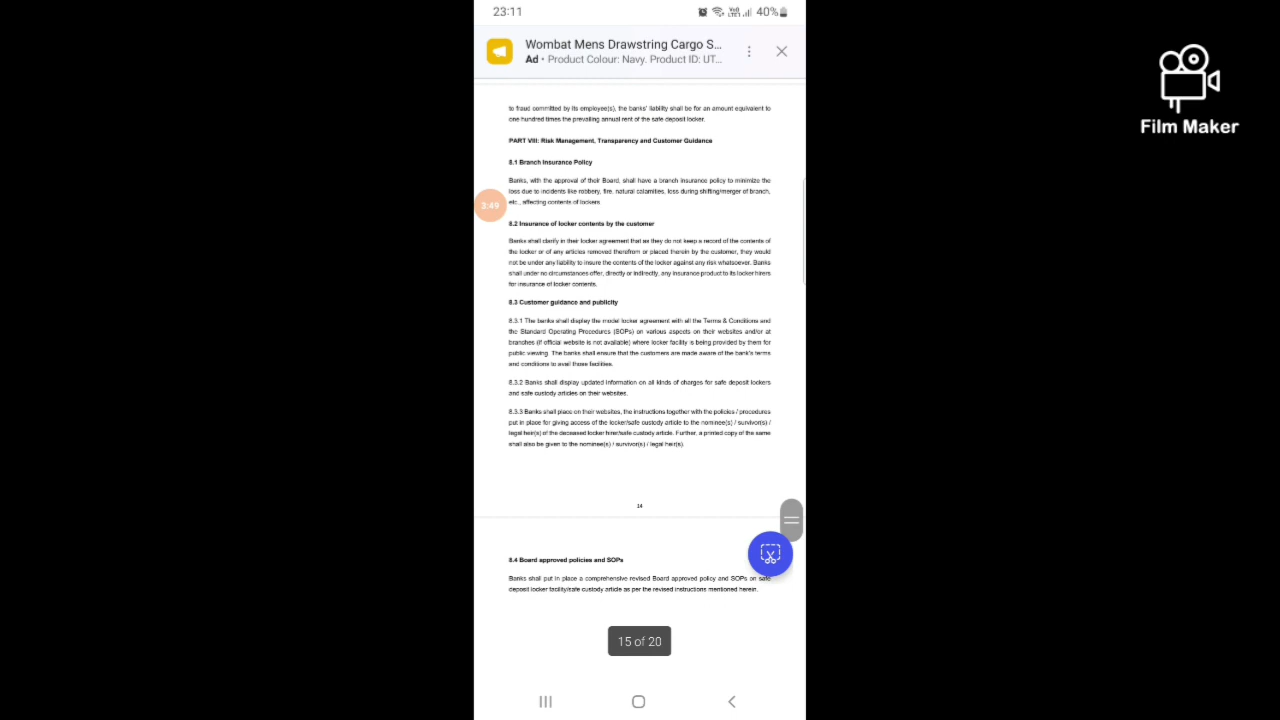 23:11
40%
Wombat Mens Drawstring Cargo S...
Ad • Product Colour: Navy. Product ID: UT...
Film Maker
to fraud committed by its employee(s), the banks' liability shall be for an amount equivalent to
one hundred times the prevailing annual rent of the safe deposit locker.
PART VIII: Risk Management, Transparency and Customer Guidance
8.1 Branch Insurance Policy
Banks, with the approval of their Board, shall have a branch insurance policy to minimize the
loss due to incidents like robbery, fire, natural calamities, loss during shifting/merger of branch,
etc., affecting contents of lockers
3:49
8.2 Insurance of locker contents by the customer
Banks shall clarify in their locker agreement that as they do not keep a record of the contents of
the locker or of any articles removed therefrom or placed therein by the customer, they would
not be under any liability to insure the contents of the locker against any risk whatsoever. Banks
shall under no circumstances offer, directly or indirectly, any insurance product to its locker hirers
for insurance of locker contents.
8.3 Customer guidance and publicity
8.3.1 The banks shall display the model locker agreement with all the Terms & Conditions and
the Standard Operating Procedures (SOPs) on various aspects on their websites and/or at
branches (if official website is not available) where locker facility is being provided by them for
public viewing. The banks shall ensure that the customers are made aware of the bank's terms
and conditions to avail those facilities.
8.3.2 Banks shall display updated information on all kinds of charges for safe deposit lockers
and safe custody articles on their websites.
8.3.3 Banks shall place on their websites, the instructions together with the policies / procedures
put in place for giving access of the locker/safe custody article to the nominee(s) / survivor(s) /
legal heir(s) of the deceased locker hirer/safe custody article. Further, a printed copy of the same
shall also be given to the nominee(s) / survivor(s) / legal heir(s).
14
8.4 Board approved policies and SOPs
Banks shall put in place a comprehensive revised Board approved policy and SOPs on safe
deposit locker facility/safe custody article as per the revised instructions mentioned herein.
15 of 20